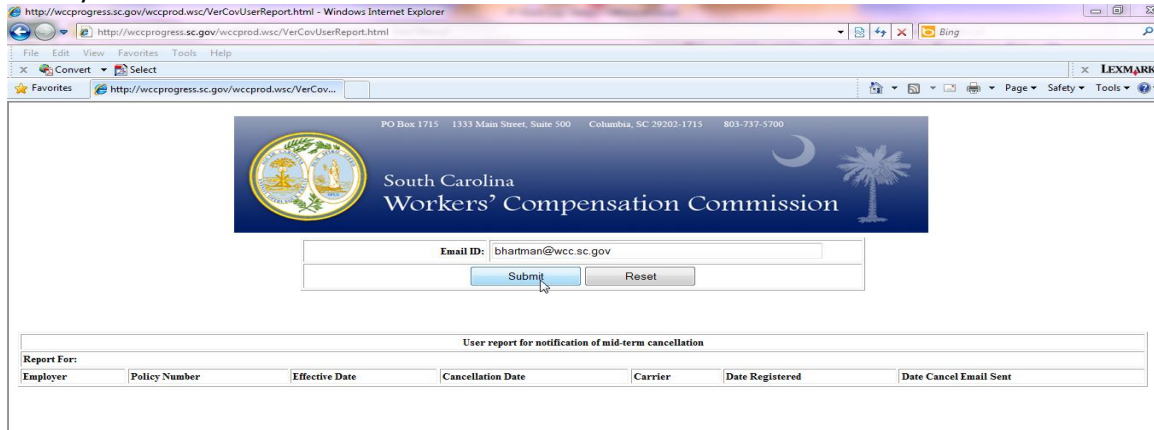 http://wccprogress.sc.gov/wccprod.wsc/VerCovUserReport.html - Windows Internet Explorer
http://wccprogress.sc.gov/wccprod.wsc/VerCovUserReport.html
Bing
File Edit View Favorites Tools Help
x Convert Select x LEXMARK
Favorites http://wccprogress.sc.gov/wccprod.wsc/VerCov... Page Safety Tools
PO Box 1715 1333 Main Street, Suite 500 Columbia, SC 29202-1715 803-737-5700
South Carolina
Workers' Compensation Commission
Email ID: bhartman@wcc.sc.gov
Submit Reset
User report for notification of mid-term cancellation
Report For:
Employer Policy Number Effective Date Cancellation Date Carrier Date Registered Date Cancel Email Sent